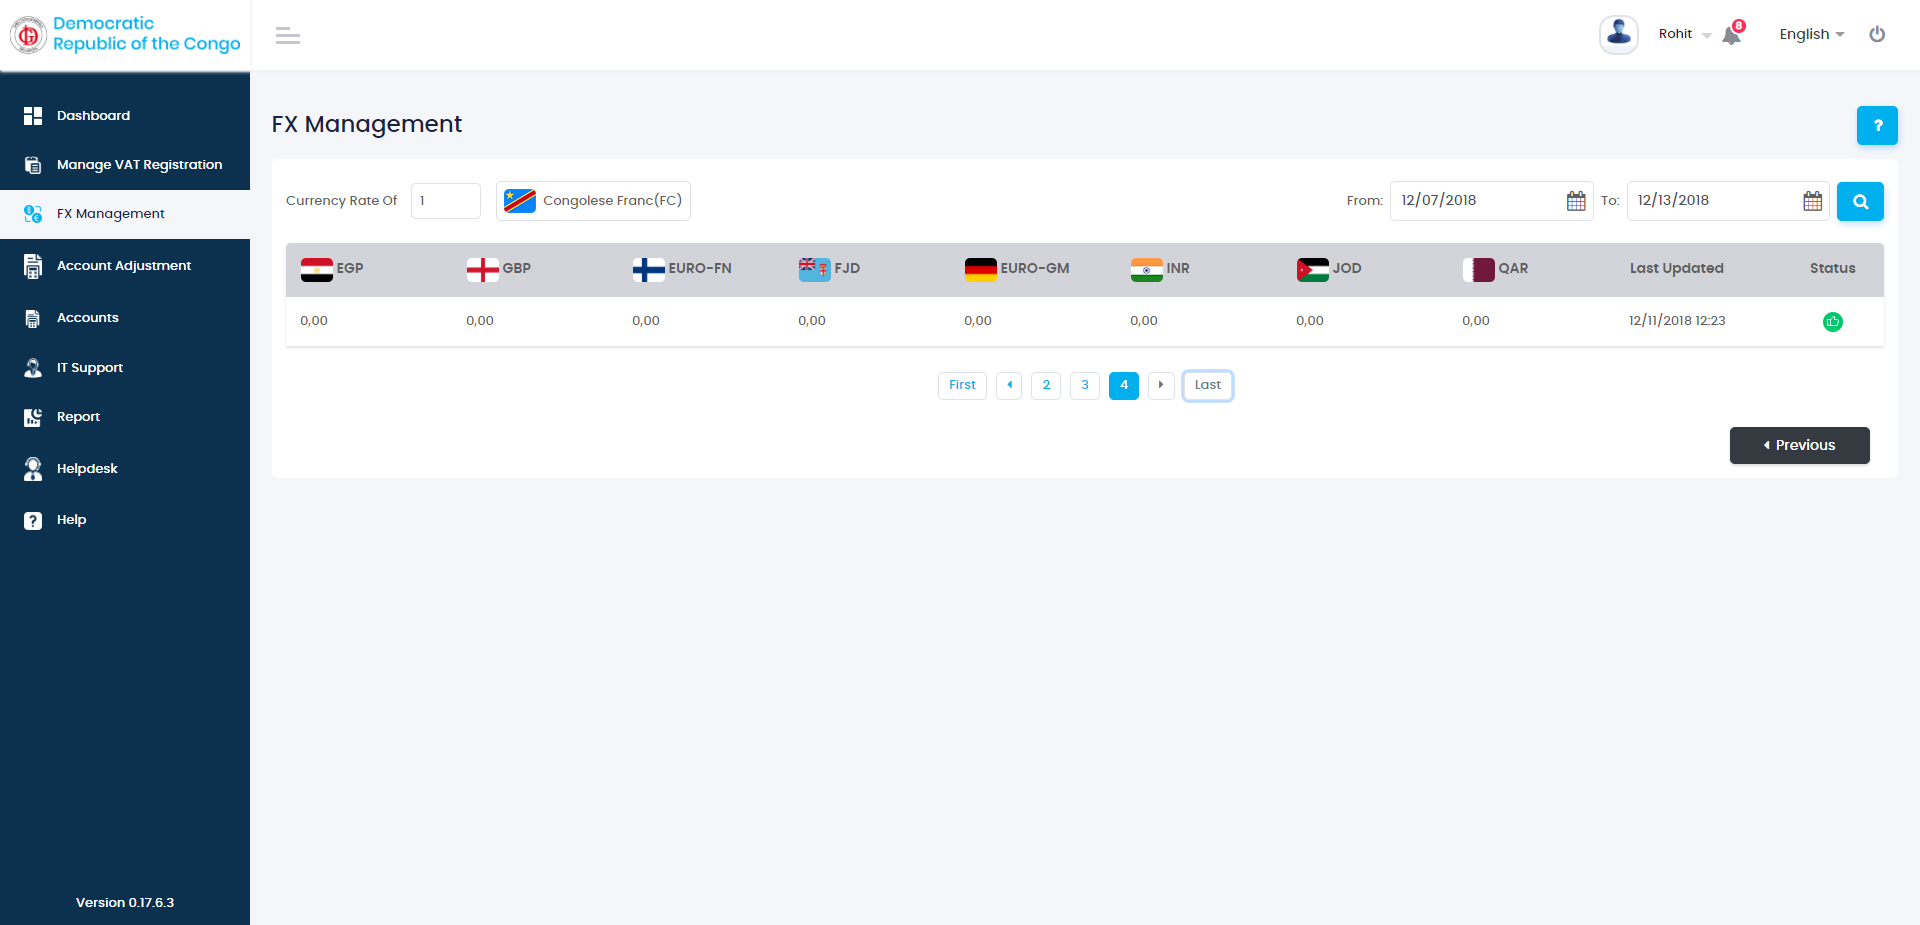 Democratic
Republic of the Congo
Rohit
8
English
Dashboard
Manage VAT Registration
FX Management
Account Adjustment
Accounts
IT Support
Report
Helpdesk
Help
Version 0.17.6.3
FX Management
?
Currency Rate Of 1 Congolese Franc(FC) From: 12/07/2018 To: 12/13/2018
EGP GBP EURO-FN FJD EURO-GM INR JOD QAR Last Updated Status
0,00 0,00 0,00 0,00 0,00 0,00 0,00 0,00 12/11/2018 12:23
First 2 3 4 Last
Previous